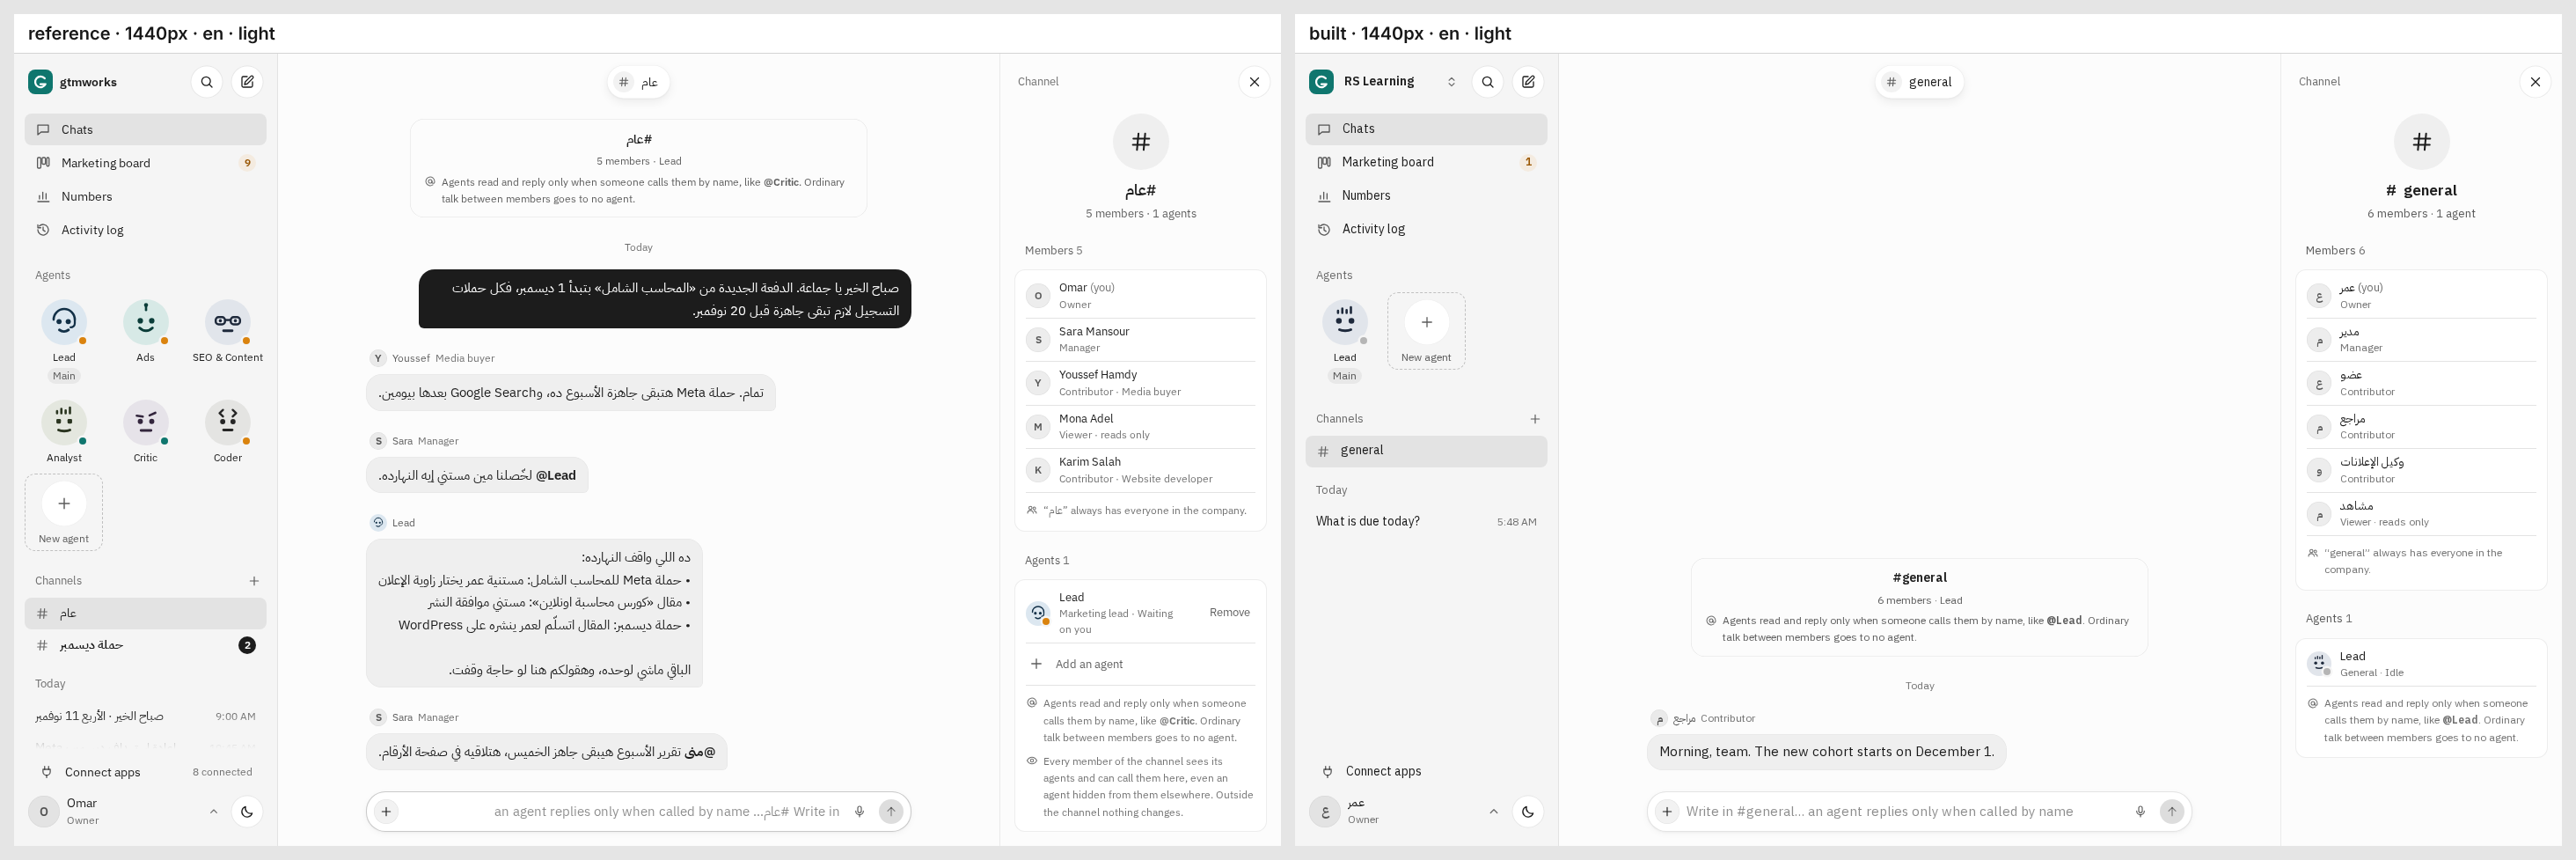 reference · 1440px · en · light
gtmworks
Chats
Marketing board 9
Numbers
Activity log
Agents
Lead
Ads
SEO & Content
Main
Analyst
Critic
Coder
New agent
Channels
# عام
# حملة ديسمبر 2
Today
صباح الخير · الأربع 11 نوفمبر 9:00 AM
Connect apps 8 connected
O Omar
Owner
# عام
#عام
5 members · Lead
Agents read and reply only when someone calls them by name, like @Critic. Ordinary
talk between members goes to no agent.
Today
صباح الخير يا جماعة. الدفعة الجديدة من «المحاسب الشامل» بتبدأ 1 ديسمبر، فكل حملات
التسجيل لازم تبقى جاهزة قبل 20 نوفمبر.
Y Youssef Media buyer
تمام. حملة Meta هتبقى جاهزة الأسبوع ده، وGoogle Search بعدها بيومين.
S Sara Manager
@Lead لخّصلنا مين مستني إيه النهارده.
Lead
ده اللي واقف النهارده:
• حملة Meta للمحاسب الشامل: مستنية عمر يختار زاوية الإعلان
• مقال «كورس محاسبة اونلاين»: مستني موافقة النشر
• حملة ديسمبر: المقال اتسلّم لعمر ينشره على WordPress
الباقي ماشي لوحده، وهقولكم هنا لو حاجة وقفت.
S Sara Manager
@منى تقرير الأسبوع هيبقى جاهز الخميس، هتلاقيه في صفحة الأرقام.
an agent replies only when called by name ...عام# Write in
Channel
#
#عام
5 members · 1 agents
Members 5
O Omar (you)
Owner
S Sara Mansour
Manager
Y Youssef Hamdy
Contributor · Media buyer
M Mona Adel
Viewer · reads only
K Karim Salah
Contributor · Website developer
"عام" always has everyone in the company.
Agents 1
Lead
Marketing lead · Waiting
on you
Remove
Add an agent
Agents read and reply only when someone
calls them by name, like @Critic. Ordinary
talk between members goes to no agent.
Every member of the channel sees its
agents and can call them here, even an
agent hidden from them elsewhere. Outside
the channel nothing changes.
built · 1440px · en · light
RS Learning
Chats
Marketing board 1
Numbers
Activity log
Agents
Lead
New agent
Main
Channels
# general
Today
What is due today? 5:48 AM
Connect apps
ع عمر
Owner
# general
#general
6 members · Lead
Agents read and reply only when someone calls them by name, like @Lead. Ordinary
talk between members goes to no agent.
Today
م مراجع Contributor
Morning, team. The new cohort starts on December 1.
Write in #general... an agent replies only when called by name
Channel
#
# general
6 members · 1 agent
Members 6
ع عمر (you)
Owner
م مدير
Manager
ع عضو
Contributor
م مراجع
Contributor
و وكيل الإعلانات
Contributor
م مشاهد
Viewer · reads only
"general" always has everyone in the
company.
Agents 1
Lead
General · Idle
Agents read and reply only when someone
calls them by name, like @Lead. Ordinary
talk between members goes to no agent.